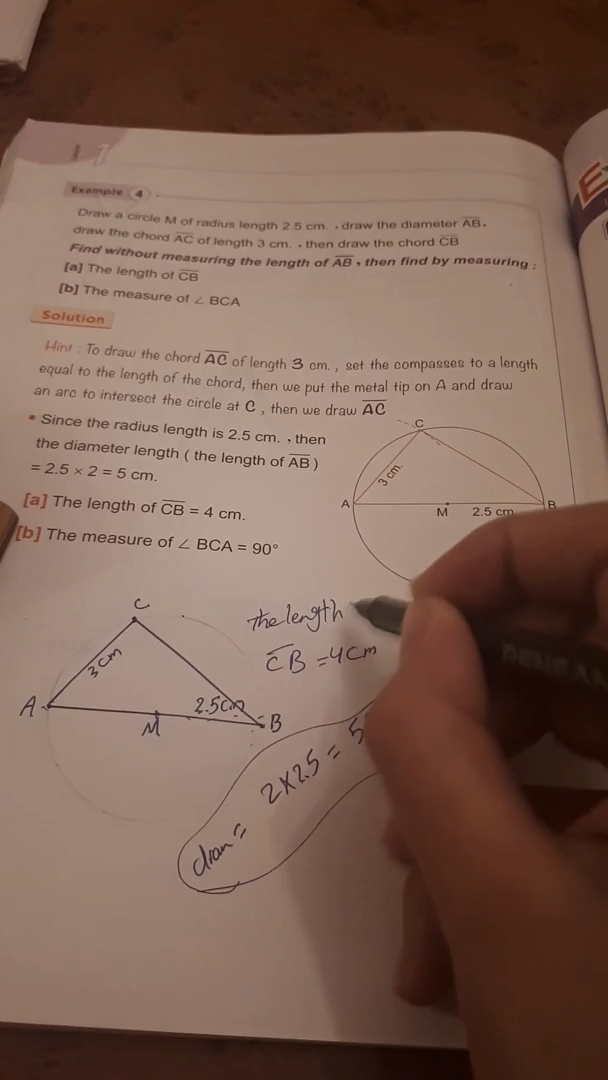 1
Example 4
Draw a circle M of radius length 2.5 cm. , draw the diameter AB,
draw the chord AC of length 3 cm. , then draw the chord CB
Find without measuring the length of AB , then find by measuring :
[a] The length of CB
[b] The measure of ∠ BCA
Solution
Hint : To draw the chord AC of length 3 cm. , set the compasses to a length
equal to the length of the chord, then we put the metal tip on A and draw
an arc to intersect the circle at C , then we draw AC
• Since the radius length is 2.5 cm. , then
the diameter length ( the length of AB )
= 2.5 × 2 = 5 cm.
[a] The length of CB = 4 cm.
[b] The measure of ∠ BCA = 90°
C
3 cm.
A
M
2.5 cm
B
C
3 cm
A
M
2.5cm
B
The length
CB = 4 cm
2×2.5 = 5
E